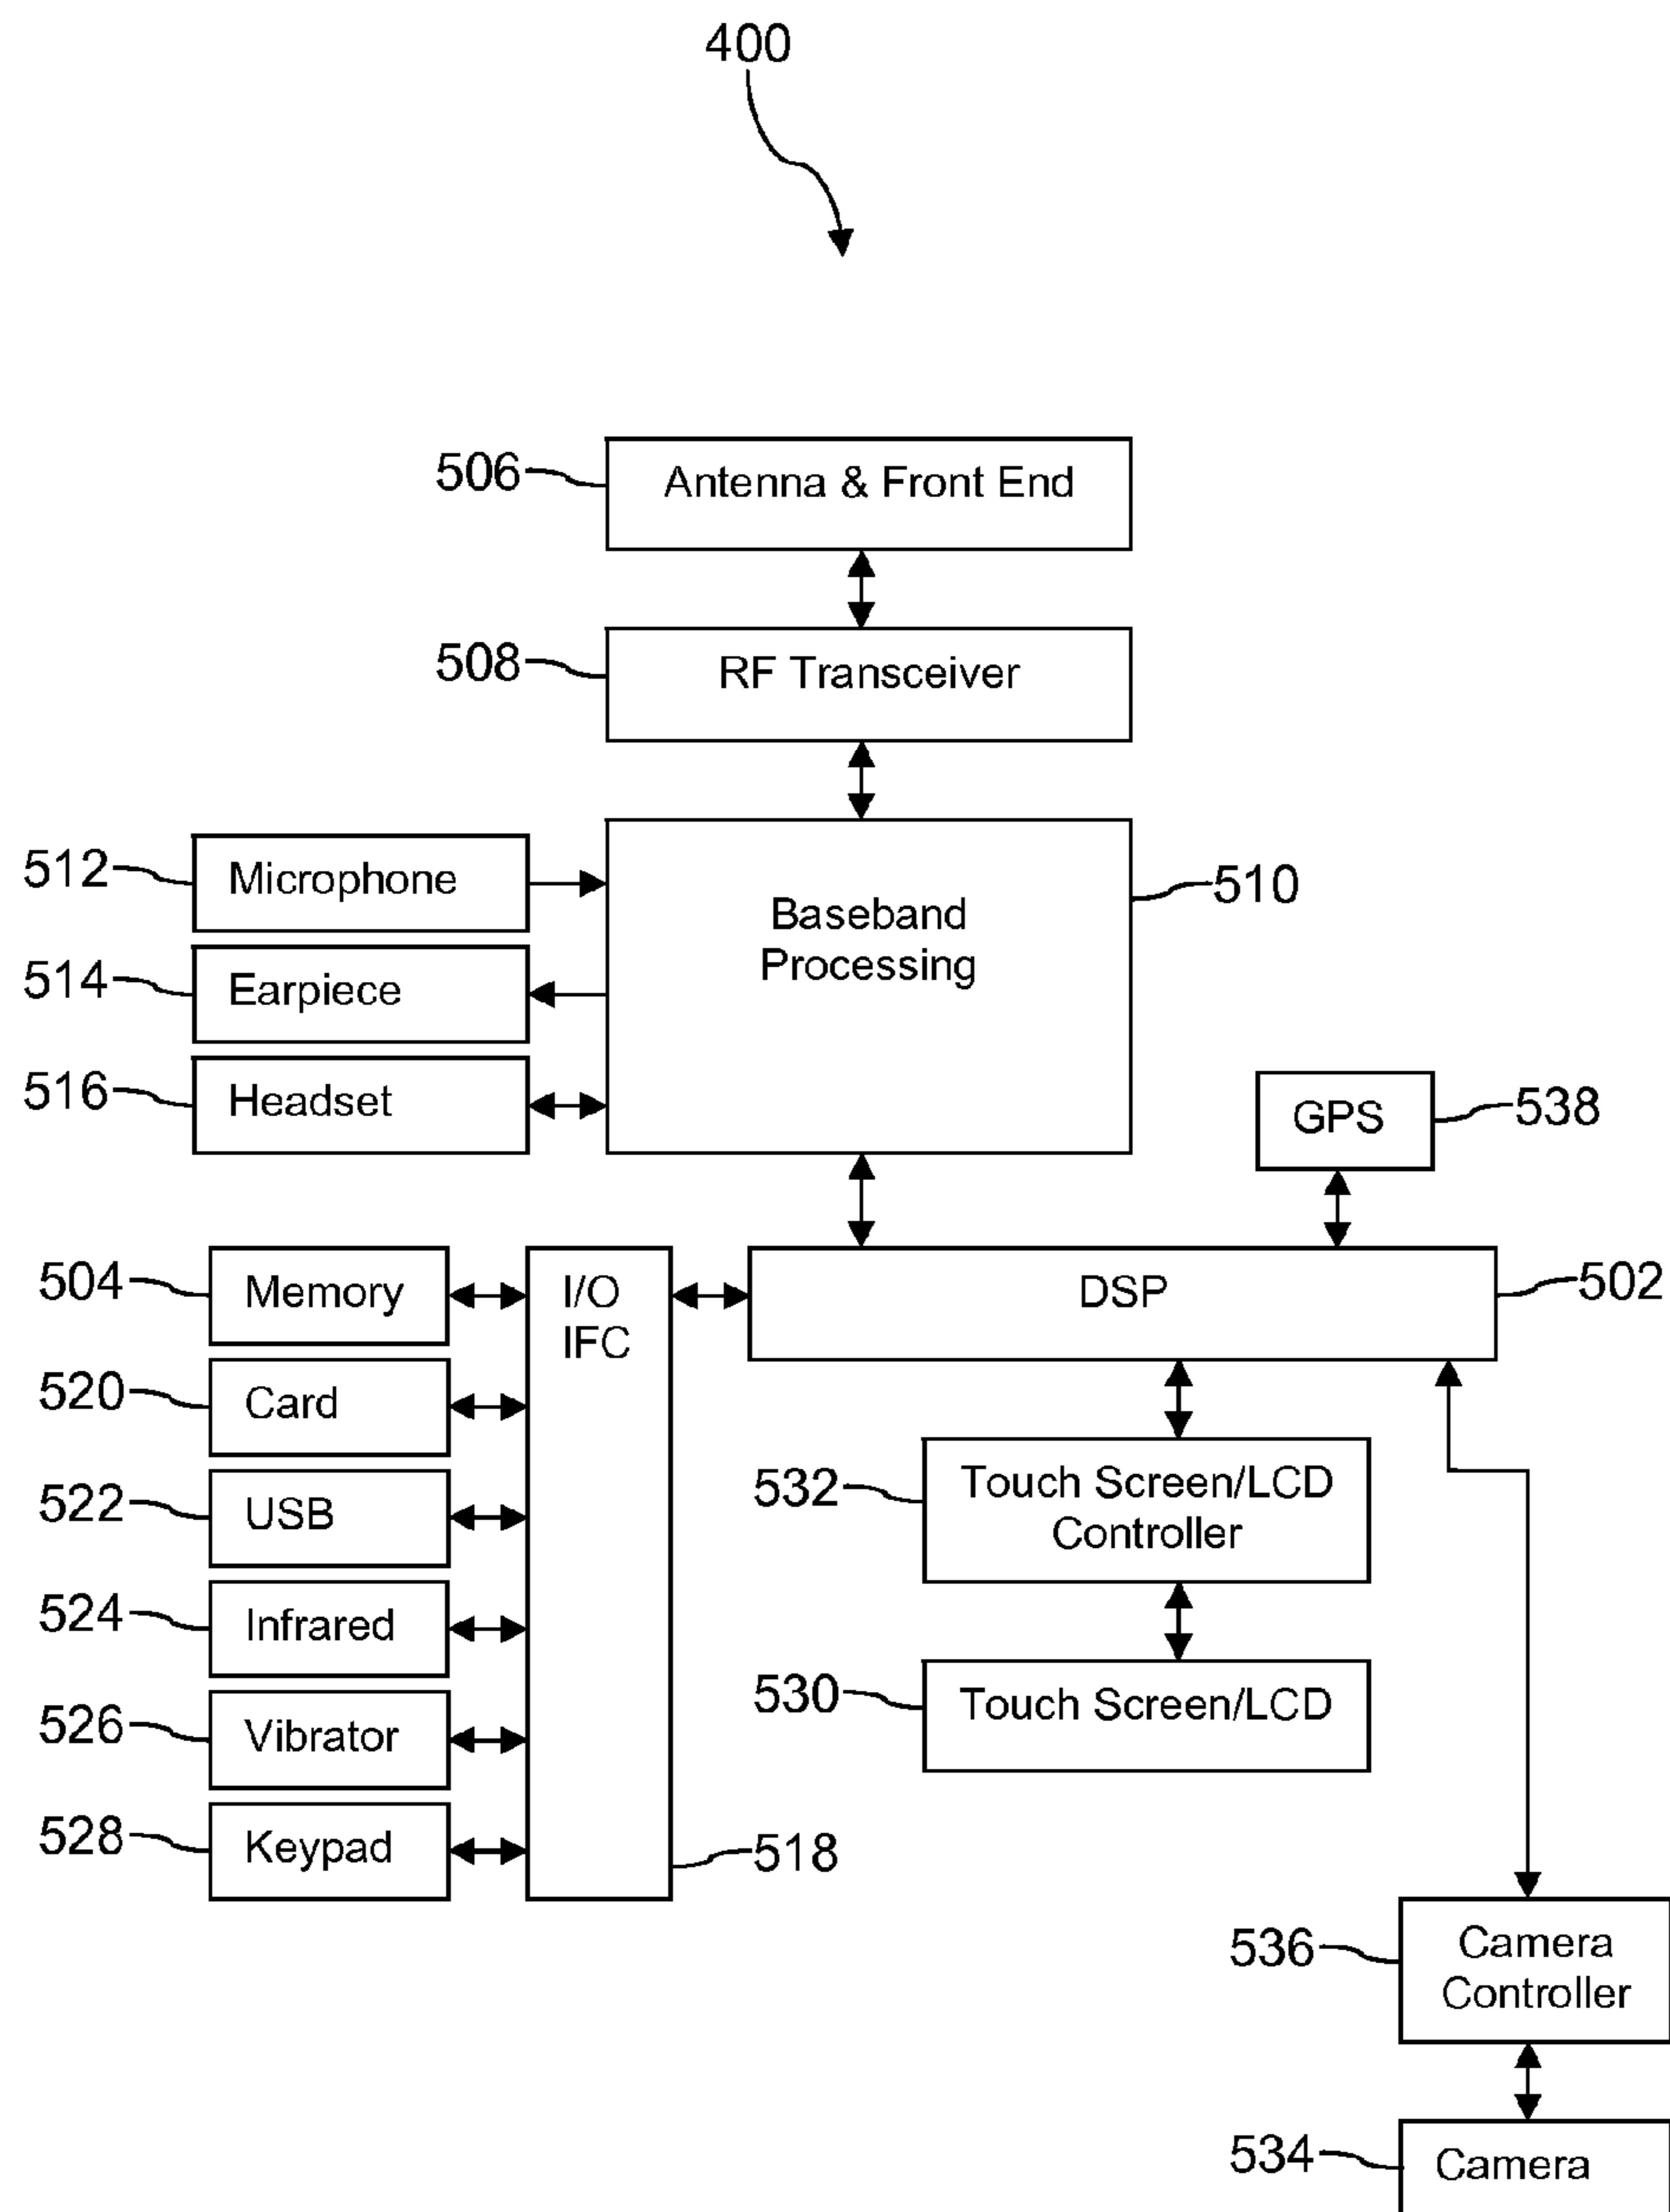 400
506
Antenna & Front End
508
RF Transceiver
512
Microphone
510
Baseband
Processing
514
Earpiece
516
Headset
GPS
538
504
Memory
I/O
IFC
DSP
502
520
Card
522
USB
532
Touch Screen/LCD
Controller
524
Infrared
530
Touch Screen/LCD
526
Vibrator
528
Keypad
518
536
Camera
Controller
534
Camera